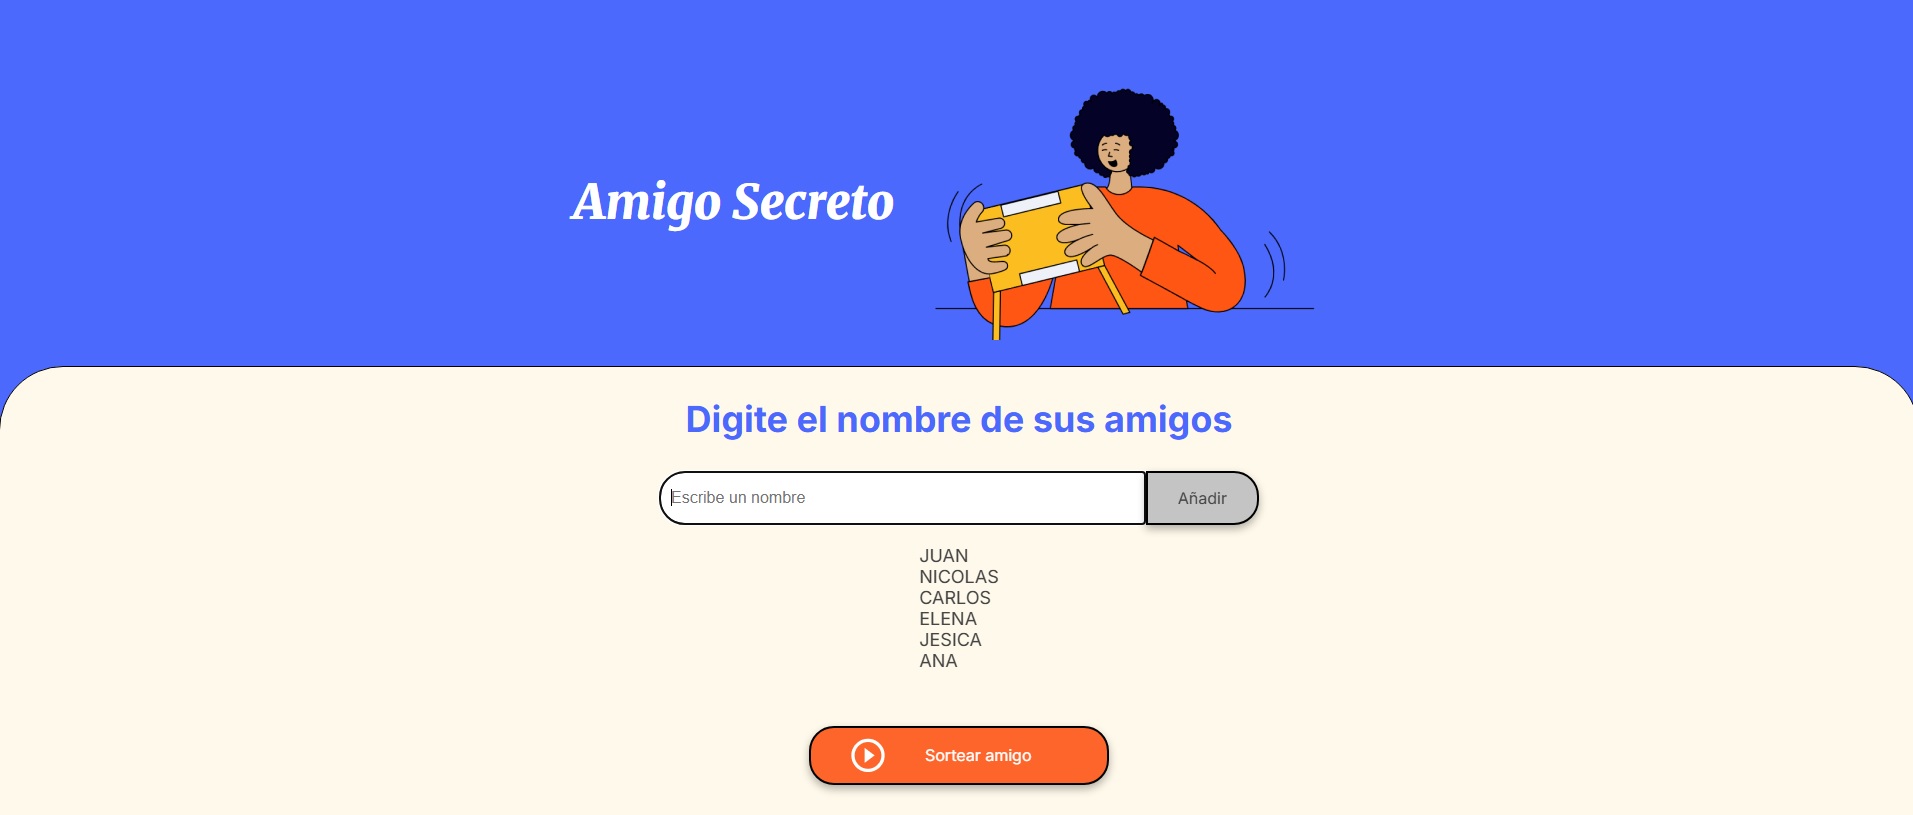 Amigo Secreto
Digite el nombre de sus amigos
Escribe un nombre
Añadir
JUAN
NICOLAS
CARLOS
ELENA
JESICA
ANA
Sortear amigo